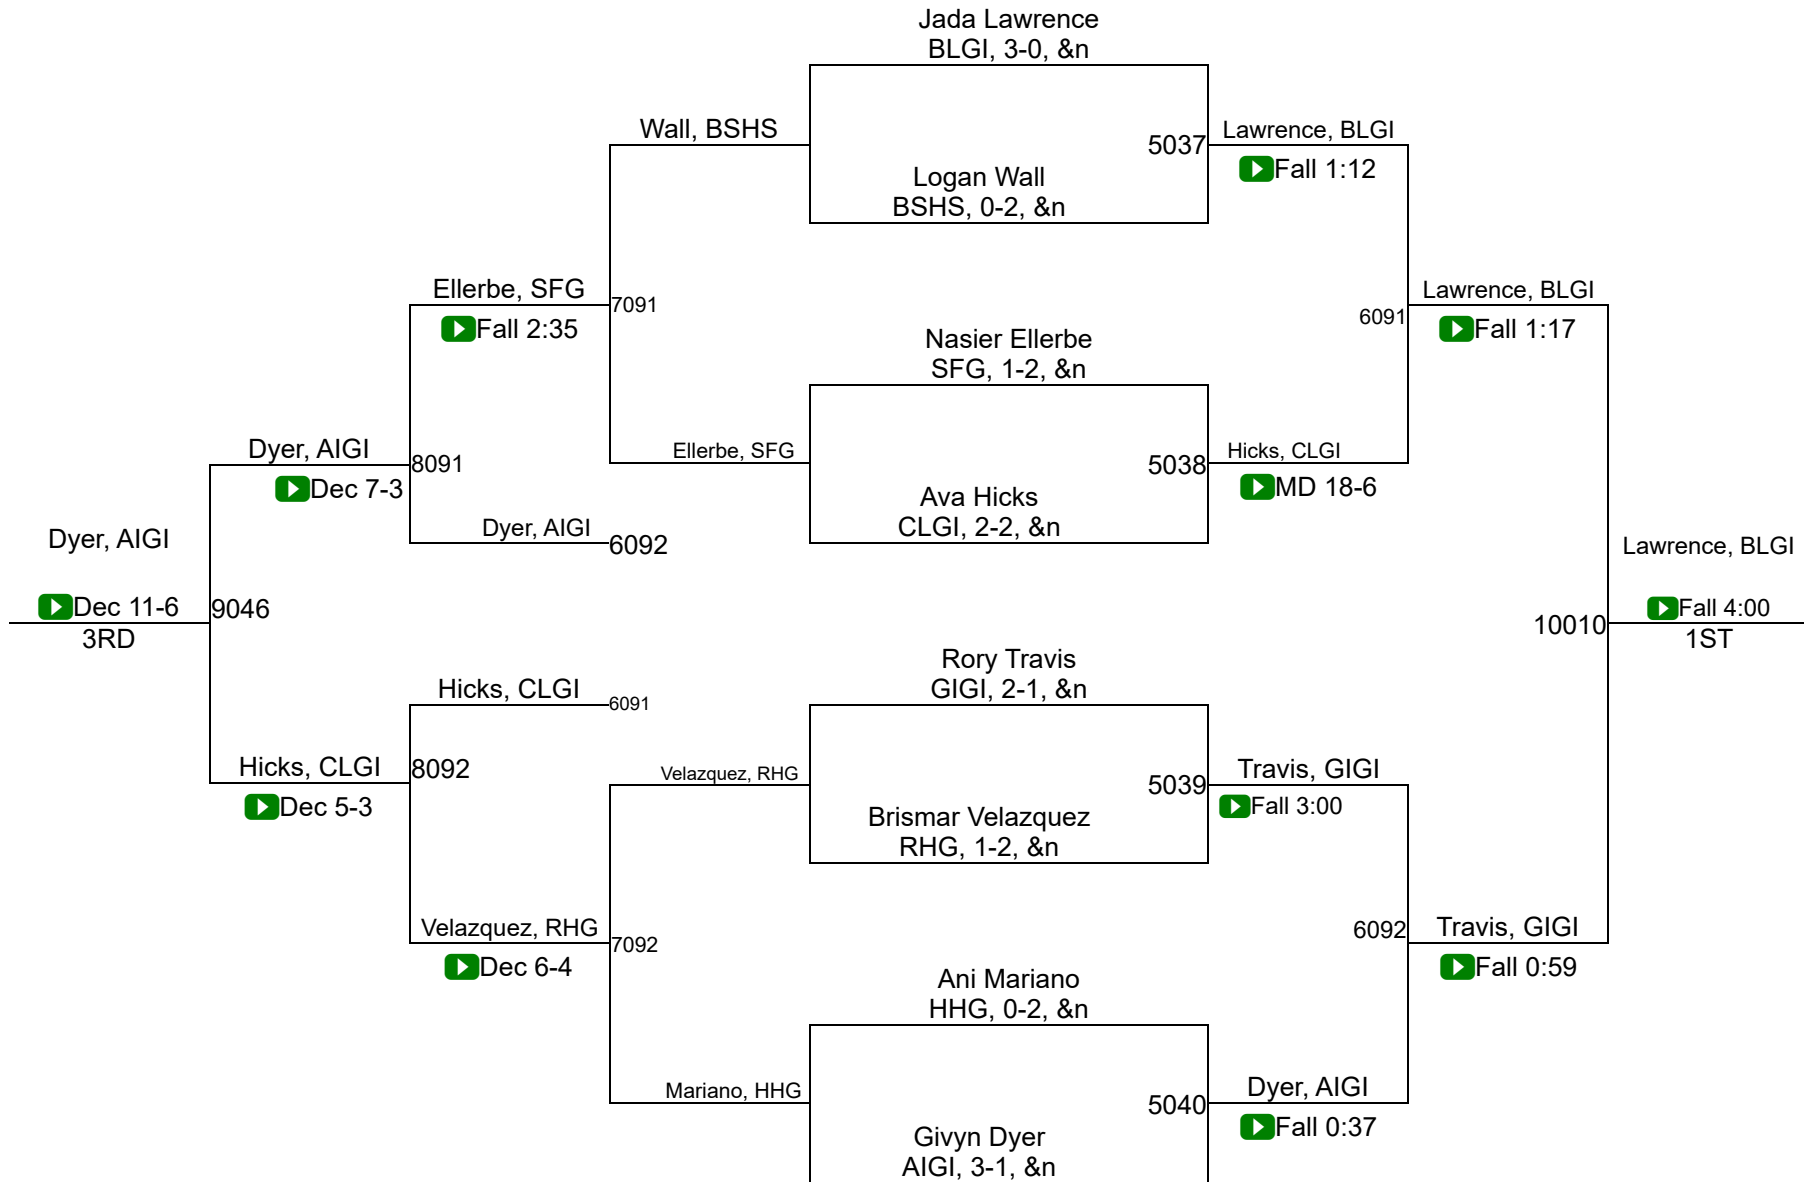 Jada Lawrence
BLGI, 3-0, &n
Wall, BSHS
5037
Lawrence, BLGI
Fall 1:12
Logan Wall
BSHS, 0-2, &n
Ellerbe, SFG
Fall 2:35
7091
Lawrence, BLGI
6091
Fall 1:17
Nasier Ellerbe
SFG, 1-2, &n
Dyer, AIGI
8091
Dec 7-3
Ellerbe, SFG
5038
Hicks, CLGI
MD 18-6
Ava Hicks
CLGI, 2-2, &n
Dyer, AIGI
6092
Dyer, AIGI
Dec 11-6
3RD
9046
Lawrence, BLGI
10010
Fall 4:00
1ST
Rory Travis
GIGI, 2-1, &n
Hicks, CLGI
6091
Hicks, CLGI
8092
Dec 5-3
Velazquez, RHG
5039
Travis, GIGI
Fall 3:00
Brismar Velazquez
RHG, 1-2, &n
Velazquez, RHG
7092
Dec 6-4
6092
Travis, GIGI
Fall 0:59
Ani Mariano
HHG, 0-2, &n
Mariano, HHG
5040
Dyer, AIGI
Fall 0:37
Givyn Dyer
AIGI, 3-1, &n